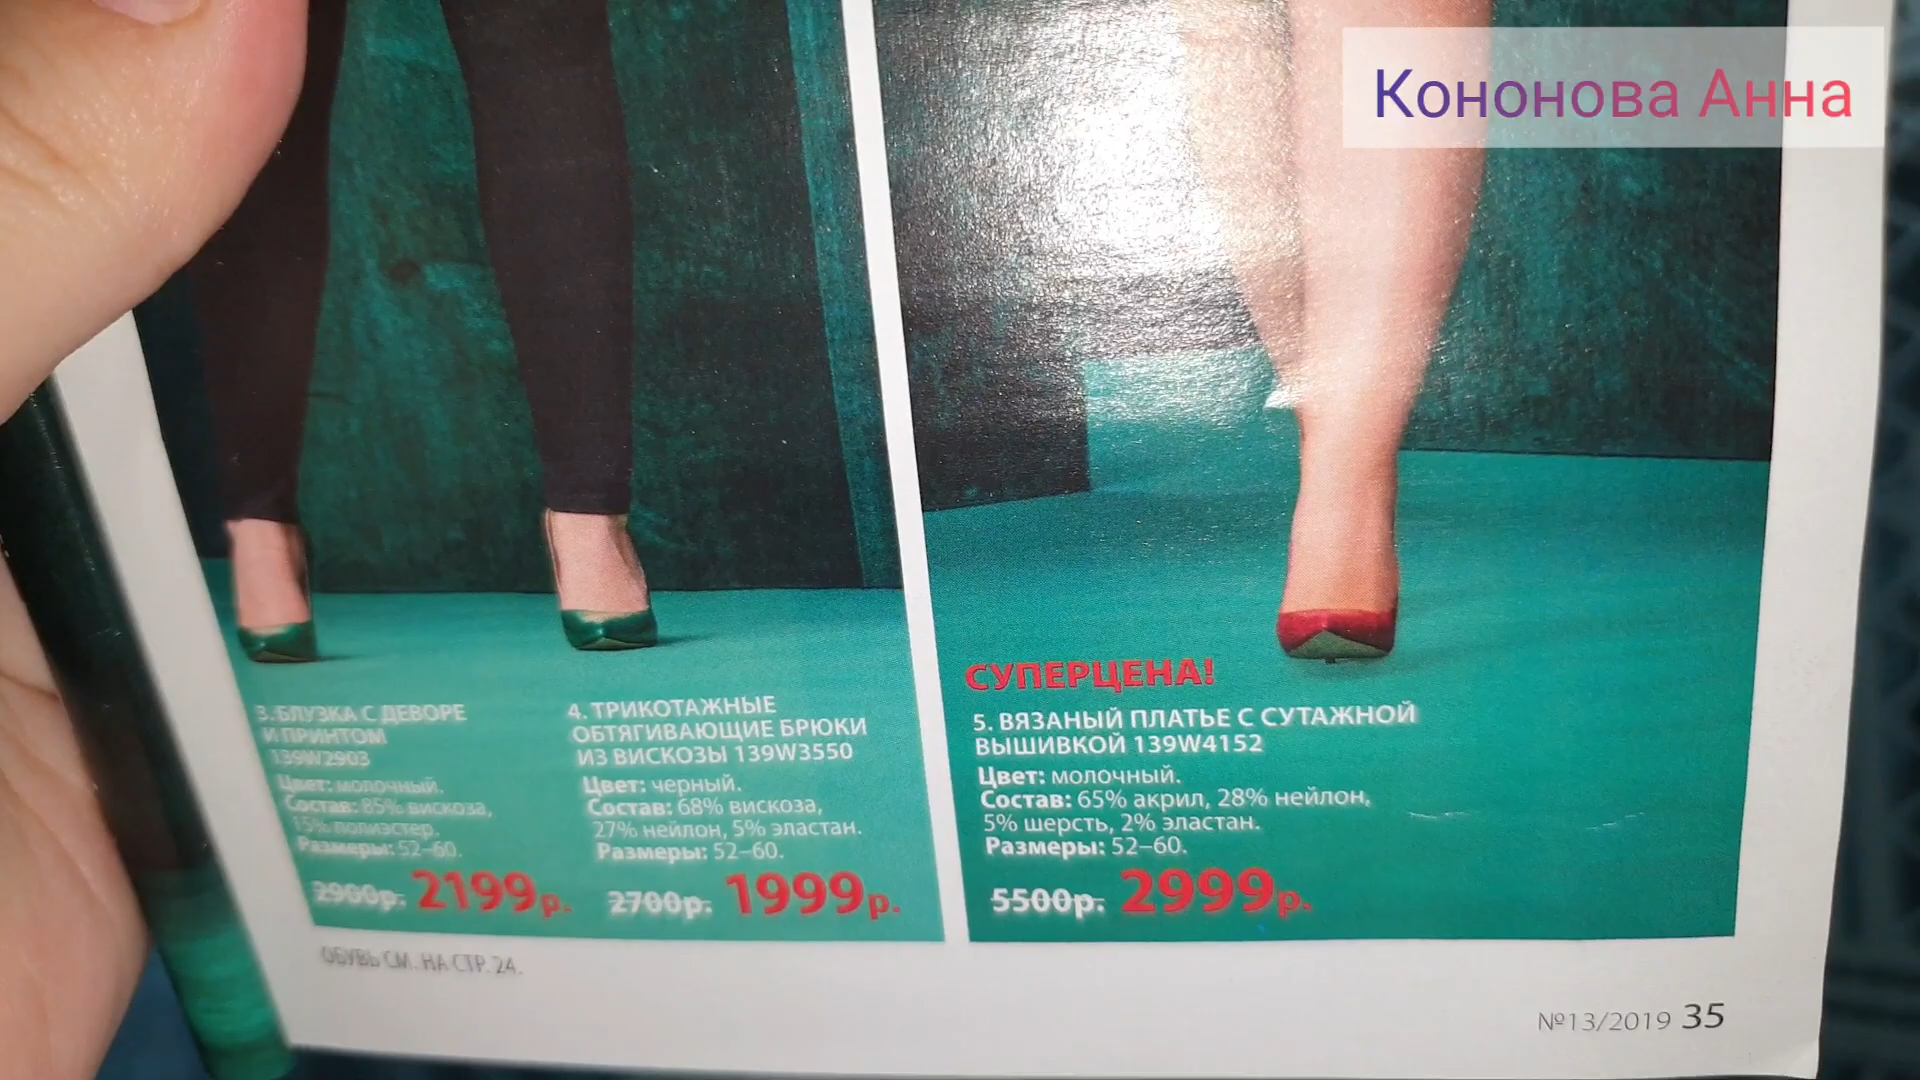 Кононова Анна
3. БЛУЗКА С ДЕВОРЕ
И ПРИНТОМ
139W2903
Цвет: молочный.
Состав: 85% вискоза,
15% полиэстер.
Размеры: 52–60.
2900р. 2199р.
4. ТРИКОТАЖНЫЕ
ОБТЯГИВАЮЩИЕ БРЮКИ
ИЗ ВИСКОЗЫ 139W3550
Цвет: черный.
Состав: 68% вискоза,
27% нейлон, 5% эластан.
Размеры: 52–60.
2700р. 1999р.
СУПЕРЦЕНА!
5. ВЯЗАНЫЙ ПЛАТЬЕ С СУТАЖНОЙ
ВЫШИВКОЙ 139W4152
Цвет: молочный.
Состав: 65% акрил, 28% нейлон,
5% шерсть, 2% эластан.
Размеры: 52–60.
5500р. 2999р.
ОБУВЬ СМ. НА СТР. 24.
№13/2019 35